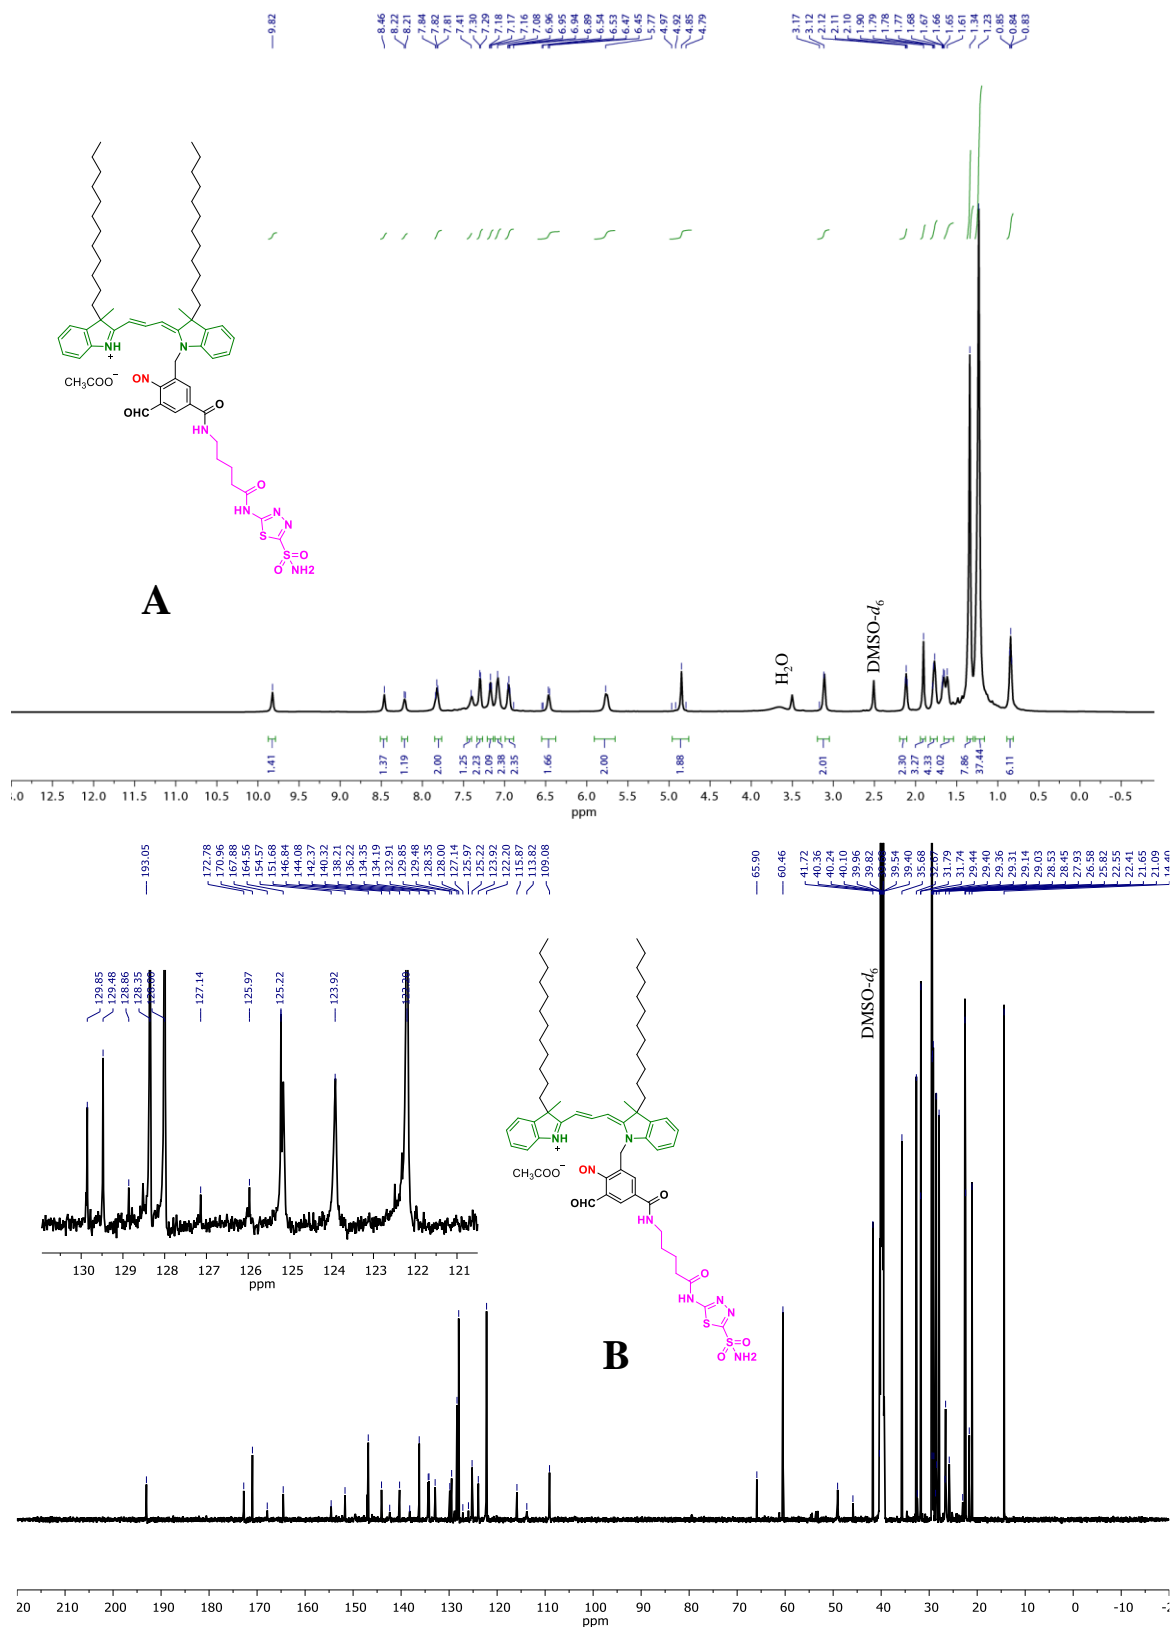 9.82 8.46 8.22 8.21 7.84 7.82 7.81 7.41 7.30 7.29 7.18 7.17 7.16 7.08 6.96 6.95 6.94 6.89 6.54 6.53 6.47 6.45 5.77 4.97 4.92 4.85 4.79 3.17 3.12 2.12 2.12 2.11 2.10 1.90 1.79 1.78 1.77 1.68 1.67 1.66 1.65 1.61 1.34 1.23 0.85 0.84 0.83
NH
+
N
CH3COO−
ON
OHC
O
HN
O
HN
N
N
S
S=O
O
NH2
A
H2O
DMSO-d6
1.41 1.37 1.19 2.00 1.25 2.23 2.09 2.38 2.35 1.66 2.00 1.88 2.01 2.30 3.27 4.33 4.02 7.86 37.44 6.11
12.5 12.0 11.5 11.0 10.5 10.0 9.5 9.0 8.5 8.0 7.5 7.0 6.5 6.0 5.5 5.0 4.5 4.0 3.5 3.0 2.5 2.0 1.5 1.0 0.5 0.0 -0.5
ppm
193.05 172.78 170.96 167.88 164.56 154.57 151.68 146.84 144.08 142.37 140.32 138.21 136.22 134.35 134.19 132.91 129.85 129.48 128.35 128.00 127.14 125.97 125.22 123.92 122.20 115.87 113.82 109.08 65.90 60.46 41.72 40.36 40.24 40.10 39.96 39.82 39.54 39.40 35.68 31.79 31.74 29.44 29.40 29.36 29.31 29.14 29.03 28.53 28.45 27.93 26.58 25.82 22.55 22.41 21.65 21.09 14.40
129.85 129.48 128.86 128.35 127.14 125.97 125.22 123.92
130 129 128 127 126 125 124 123 122 121
ppm
DMSO-d6
NH
+
N
CH3COO−
ON
OHC
O
HN
O
HN
N
N
S
S=O
O
NH2
B
210 200 190 180 170 160 150 140 130 120 110 100 90 80 70 60 50 40 30 20 10 0 -10
ppm